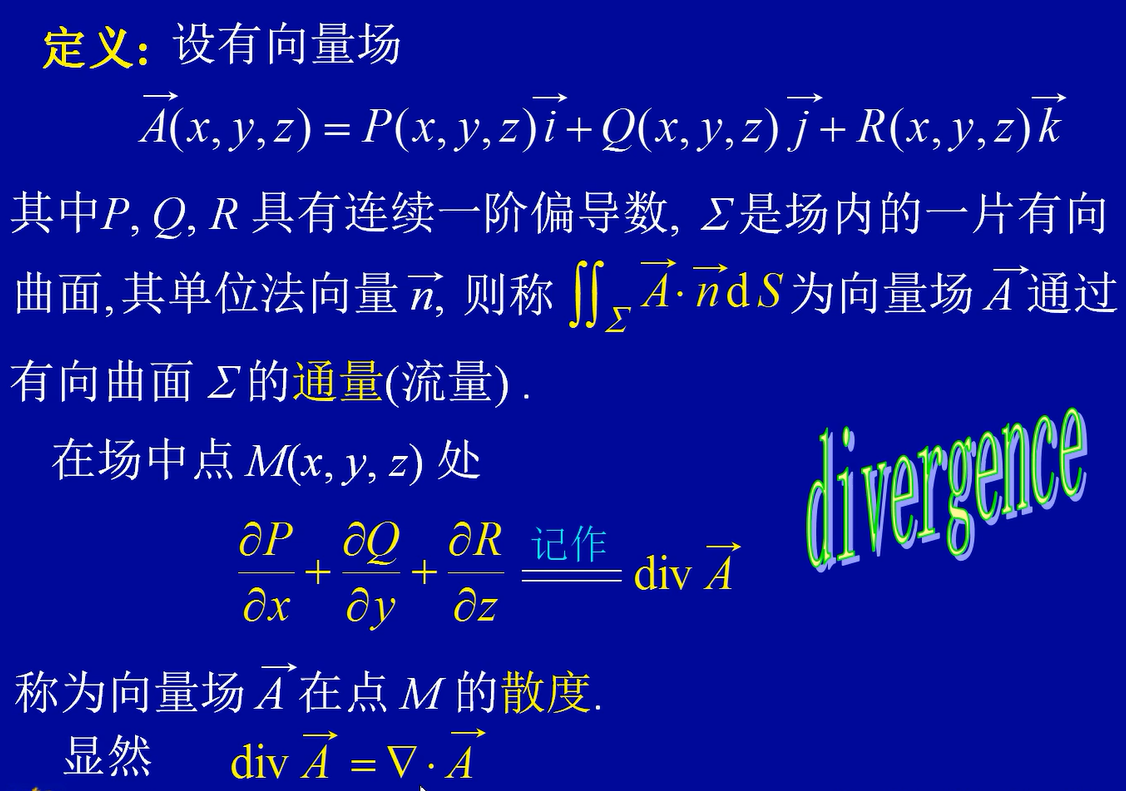 定义: 设有向量场
$\vec{A}(x, y, z) = P(x, y, z)\vec{i} + Q(x, y, z)\vec{j} + R(x, y, z)\vec{k}$
其中P, Q, R 具有连续一阶偏导数, Σ是场内的一片有向
曲面, 其单位法向量 $\vec{n}$, 则称 $\iint_{\Sigma} \vec{A} \cdot \vec{n} \, \mathrm{d}S$ 为向量场 $\vec{A}$ 通过
有向曲面 Σ 的通量(流量) .
在场中点 M(x, y, z) 处
divergence
$\frac{\partial P}{\partial x} + \frac{\partial Q}{\partial y} + \frac{\partial R}{\partial z}$ 记作 $\mathrm{div}\, \vec{A}$
称为向量场 $\vec{A}$ 在点 M 的散度.
显然 $\mathrm{div}\, \vec{A} = \nabla \cdot \vec{A}$